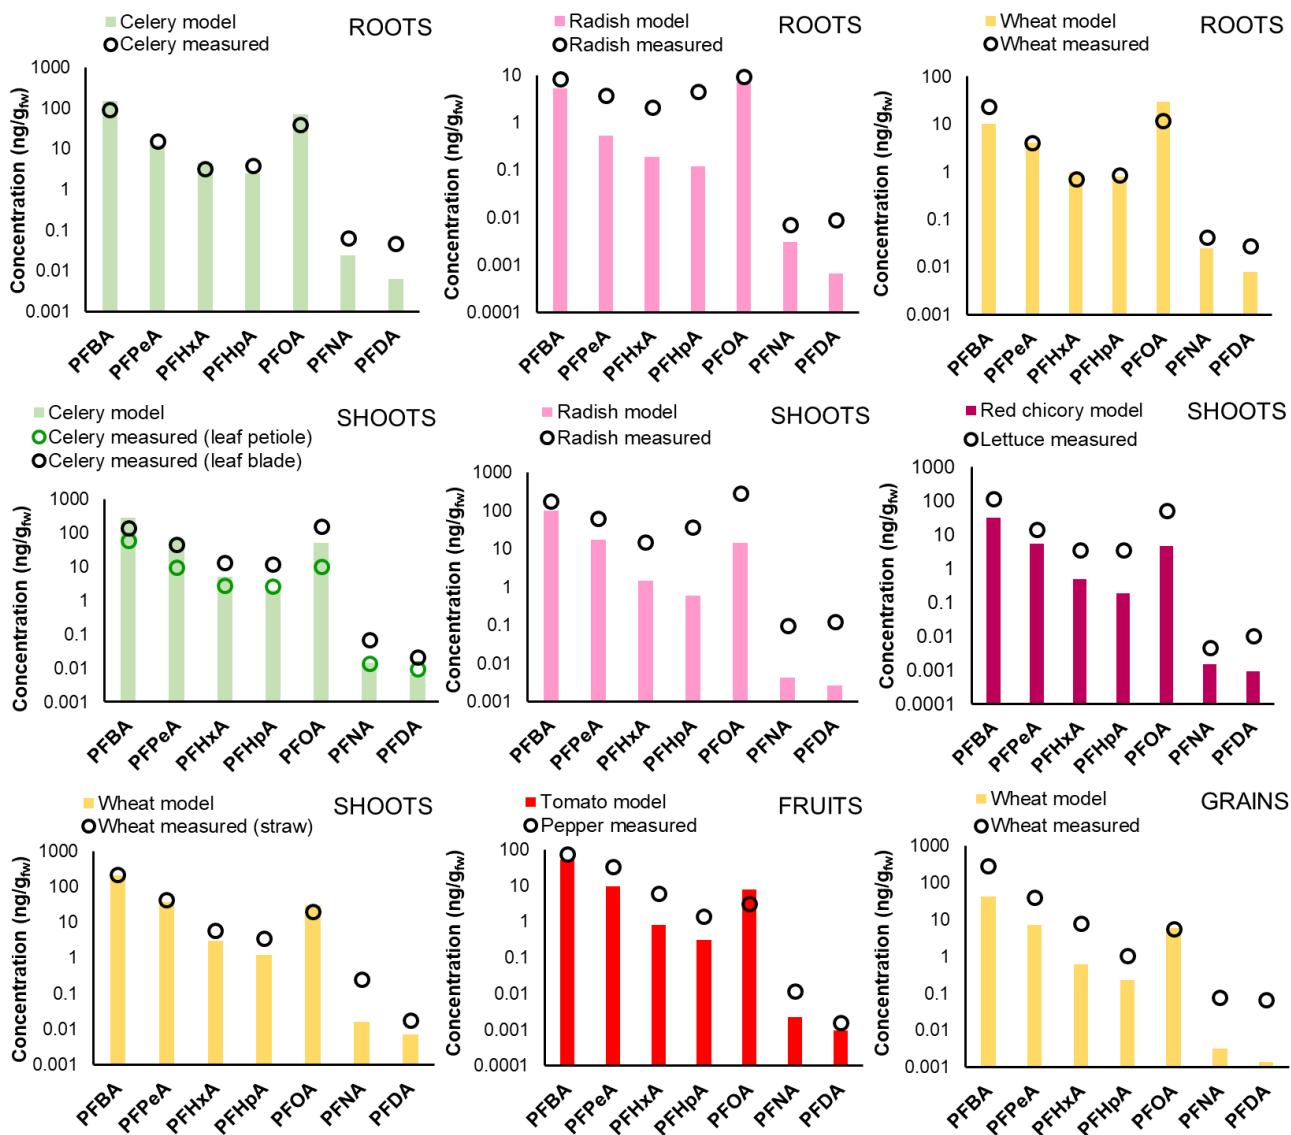 Celery model
Celery measured
ROOTS
Concentration (ng/gfw)
1000
100
10
1
0.1
0.01
0.001
PFBA
PFPeA
PFHxA
PFHpA
PFOA
PFNA
PFDA
Radish model
Radish measured
ROOTS
Concentration (ng/gfw)
10
1
0.1
0.01
0.001
0.0001
PFBA
PFPeA
PFHxA
PFHpA
PFOA
PFNA
PFDA
Wheat model
Wheat measured
ROOTS
Concentration (ng/gfw)
100
10
1
0.1
0.01
0.001
PFBA
PFPeA
PFHxA
PFHpA
PFOA
PFNA
PFDA
Celery model
Celery measured (leaf petiole)
Celery measured (leaf blade)
SHOOTS
Concentration (ng/gfw)
1000
100
10
1
0.1
0.01
0.001
PFBA
PFPeA
PFHxA
PFHpA
PFOA
PFNA
PFDA
Radish model
Radish measured
SHOOTS
Concentration (ng/gfw)
1000
100
10
1
0.1
0.01
0.001
PFBA
PFPeA
PFHxA
PFHpA
PFOA
PFNA
PFDA
Red chicory model
Lettuce measured
SHOOTS
Concentration (ng/gfw)
1000
100
10
1
0.1
0.01
0.001
0.0001
PFBA
PFPeA
PFHxA
PFHpA
PFOA
PFNA
PFDA
Wheat model
Wheat measured (straw)
SHOOTS
Concentration (ng/gfw)
1000
100
10
1
0.1
0.01
0.001
PFBA
PFPeA
PFHxA
PFHpA
PFOA
PFNA
PFDA
Tomato model
Pepper measured
FRUITS
Concentration (ng/gfw)
100
10
1
0.1
0.01
0.001
0.0001
PFBA
PFPeA
PFHxA
PFHpA
PFOA
PFNA
PFDA
Wheat model
Wheat measured
GRAINS
Concentration (ng/gfw)
1000
100
10
1
0.1
0.01
0.001
PFBA
PFPeA
PFHxA
PFHpA
PFOA
PFNA
PFDA